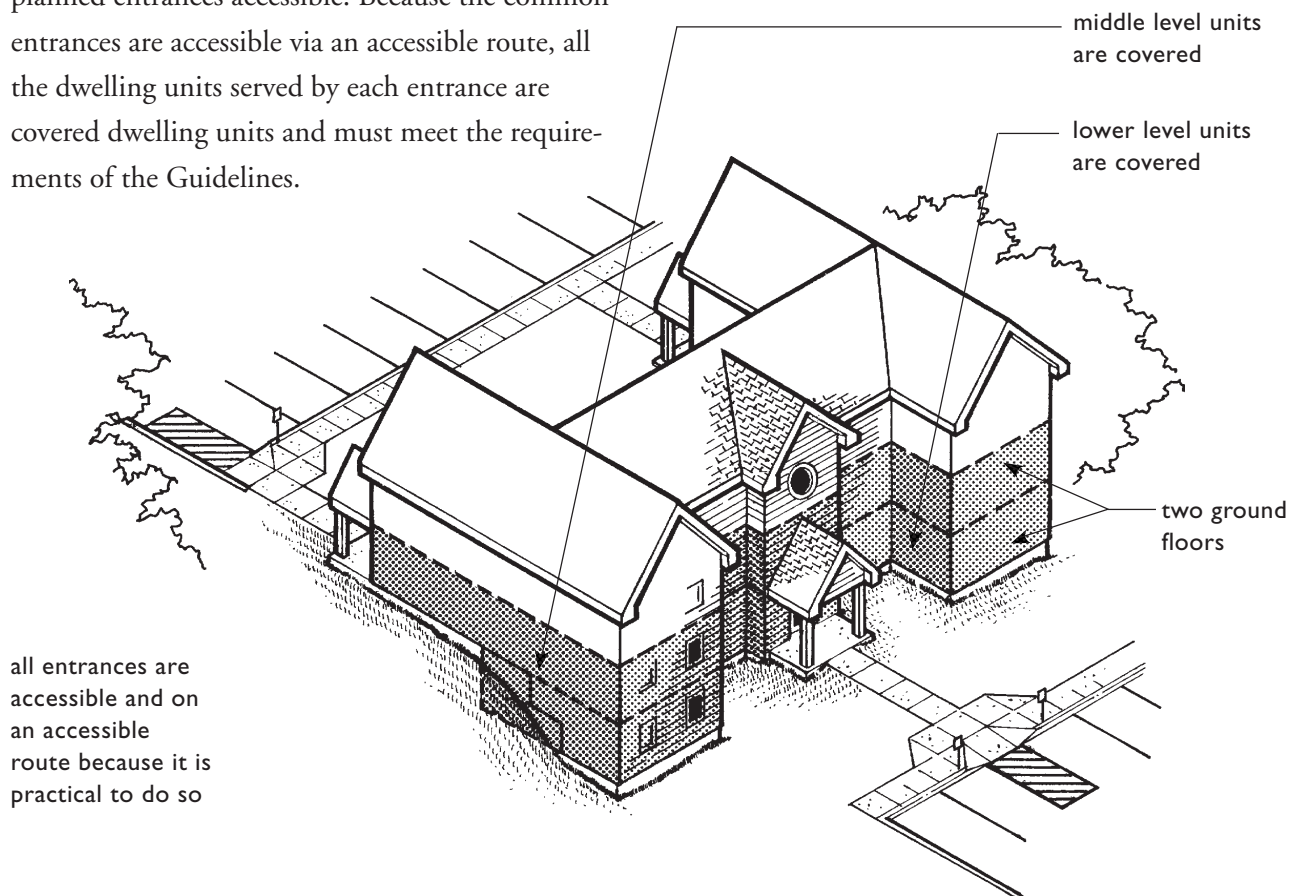 planned entrances accessible. Because the common
entrances are accessible via an accessible route, all
the dwelling units served by each entrance are
covered dwelling units and must meet the require-
ments of the Guidelines.
middle level units
are covered
lower level units
are covered
two ground
floors
all entrances are
accessible and on
an accessible
route because it is
practical to do so